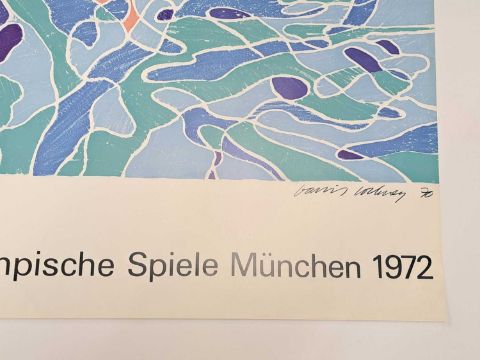 David Hockney 70
mpische Spiele München 1972